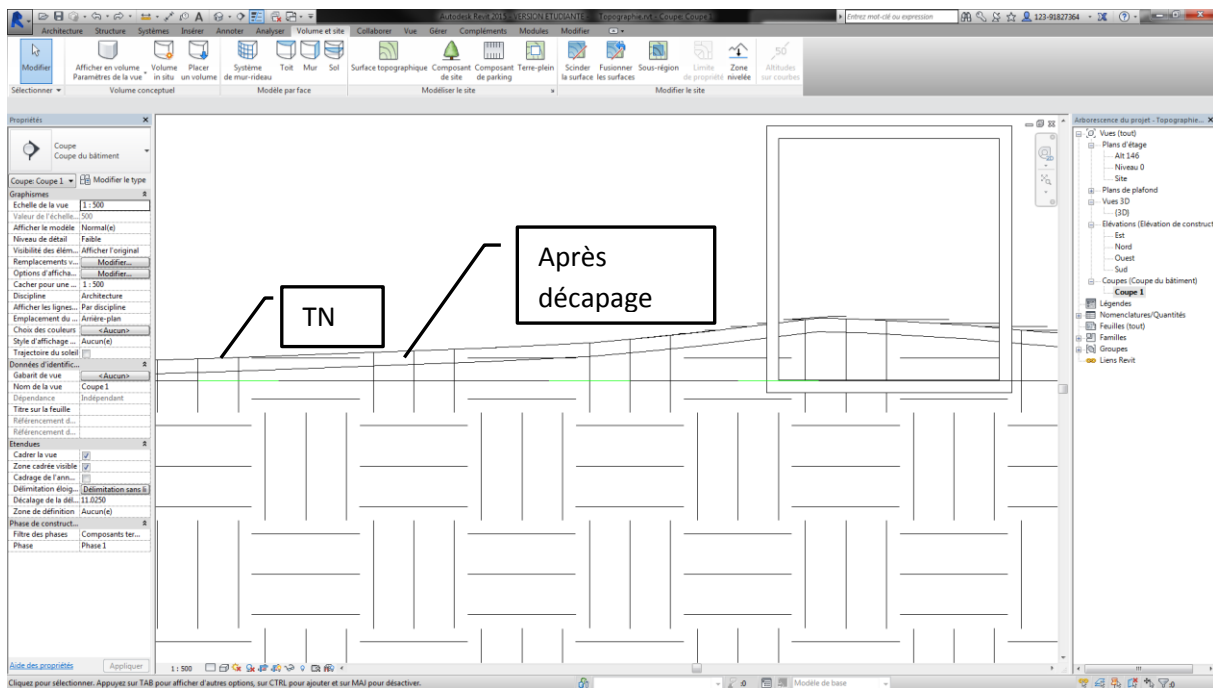 Autodesk Revit 2015 - VERSION ETUDIANTE - Topographie.rvt - Coupe: Coupe 1
Entrez mot-clé ou expression
123-91827364
Architecture Structure Systèmes Insérer Annoter Analyser Volume et site Collaborer Vue Gérer Compléments Modules Modifier
Modifier
Afficher en volume
Paramètres de la vue
Volume
in situ
Placer
un volume
Système
de mur-rideau
Toit
Mur
Sol
Surface topographique
Composant
de site
Composant
de parking
Terre-plein
Scinder
la surface
Fusionner
les surfaces
Sous-région
Limite
de propriété
Zone
nivelée
Altitudes
sur courbes
Sélectionner
Volume conceptuel
Modèle par face
Modéliser le site
Modifier le site
Propriétés
Coupe
Coupe du bâtiment
Coupe: Coupe 1
Modifier le type
Graphismes
Echelle de la vue 1 : 500
Valeur de l'échelle... 500
Afficher le modèle Normal(e)
Niveau de détail Faible
Visibilité des élém... Afficher l'original
Remplacements v... Modifier...
Options d'afficha... Modifier...
Cacher pour une ... 1 : 500
Discipline Architecture
Afficher les lignes... Par discipline
Emplacement du ... Arrière-plan
Choix des couleurs <Aucun>
Style d'affichage ... Aucun(e)
Trajectoire du soleil
Données d'identific...
Gabarit de vue <Aucun>
Nom de la vue Coupe 1
Dépendance Indépendant
Titre sur la feuille
Référencement d...
Référencement d...
Etendues
Cadrer la vue
Zone cadrée visible
Cadrage de l'ann...
Délimitation éloig... Délimitation sans li
Décalage de la dél... 11.0250
Zone de définition Aucun(e)
Phase de construct...
Filtre des phases Composants ter...
Phase Phase 1
Aide des propriétés
Appliquer
TN
Après
décapage
Arborescence du projet - Topographie...
Vues (tout)
Plans d'étage
Alt 146
Niveau 0
Site
Plans de plafond
Vues 3D
{3D}
Elévations (Elévation de construct
Est
Nord
Ouest
Sud
Coupes (Coupe du bâtiment)
Coupe 1
Légendes
Nomenclatures/Quantités
Feuilles (tout)
Familles
Groupes
Liens Revit
1 : 500
Cliquez pour sélectionner. Appuyez sur TAB pour afficher d'autres options, sur CTRL pour ajouter et sur MAJ pour désactiver.
:0
Modèle de base
:0